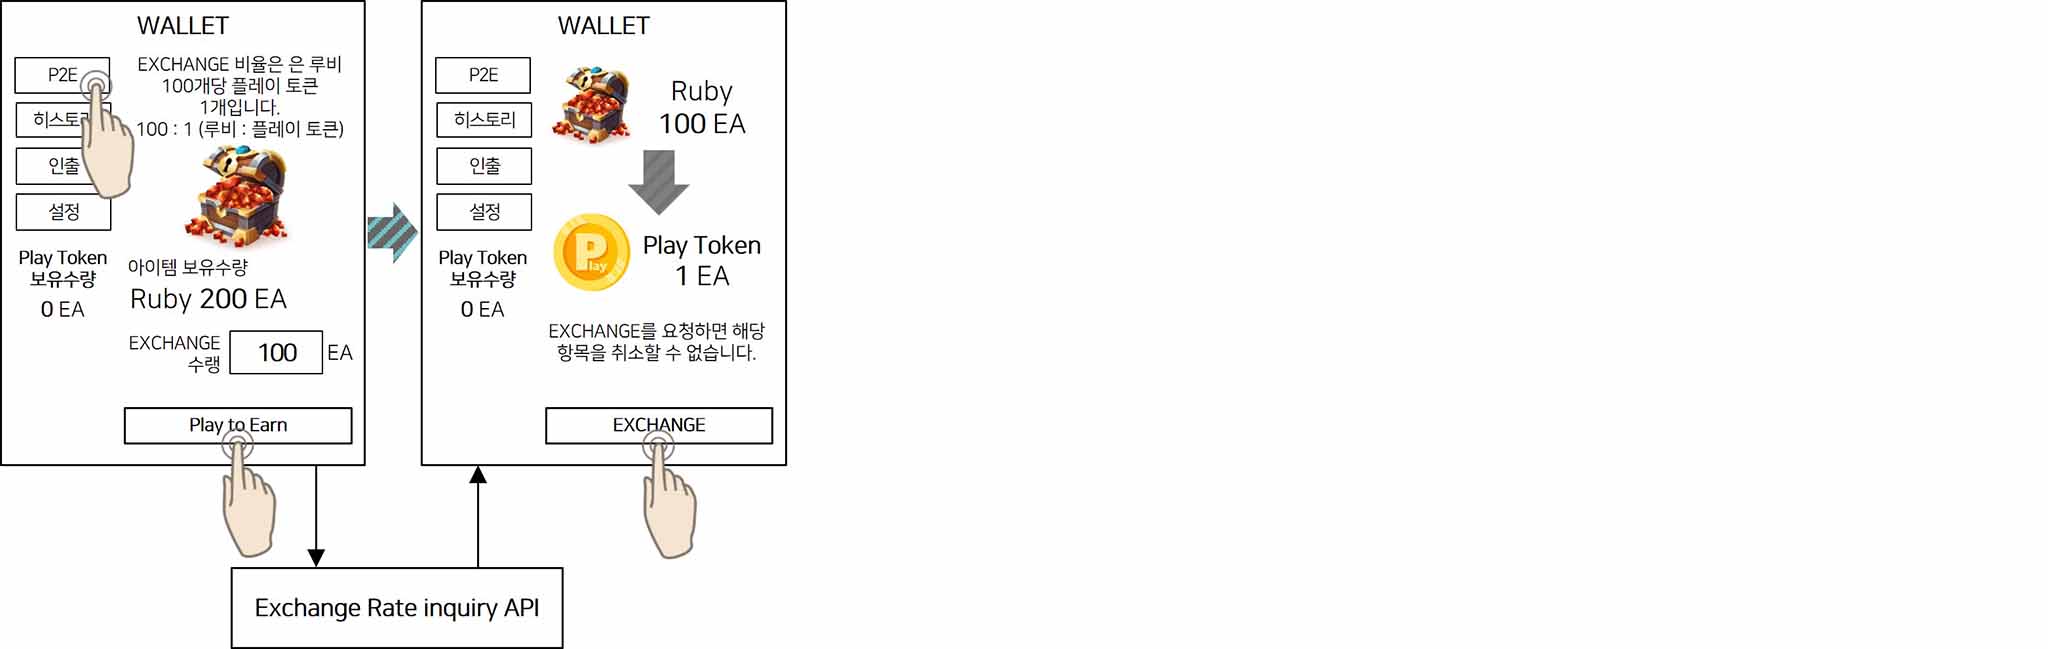 WALLET
P2E
히스토리
인출
설정
Play Token
보유수량
0 EA
EXCHANGE 비율은 은 루비
100개당 플레이 토큰
1개입니다.
100 : 1 (루비 : 플레이 토큰)
아이템 보유수량
Ruby 200 EA
EXCHANGE
수랭
100
EA
Play to Earn
WALLET
P2E
히스토리
인출
설정
Play Token
보유수량
0 EA
Ruby
100 EA
Play
Play Token
1 EA
EXCHANGE를 요청하면 해당
항목을 취소할 수 없습니다.
EXCHANGE
Exchange Rate inquiry API